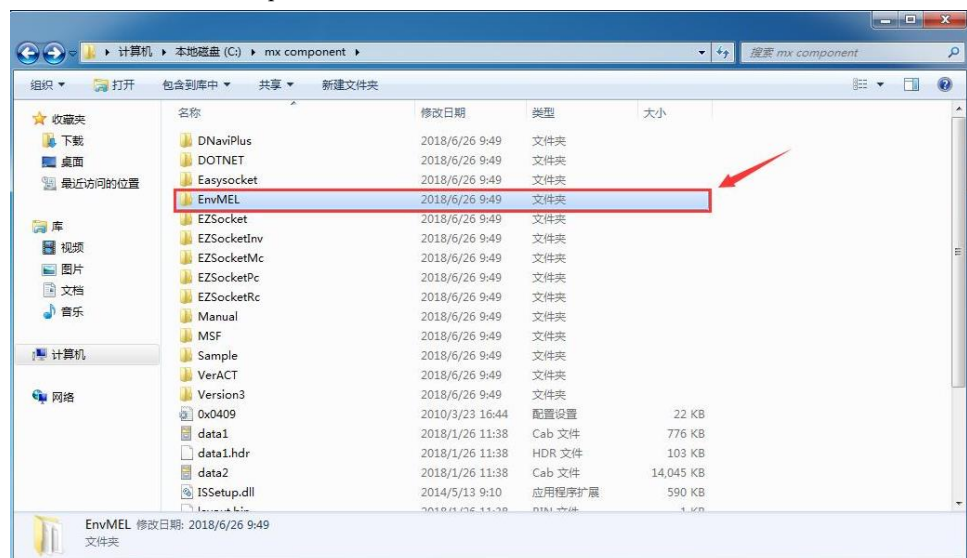 计算机 ▸ 本地磁盘 (C:) ▸ mx component ▸
搜索 mx component
组织 打开 包含到库中 共享 新建文件夹
名称 修改日期 类型 大小
收藏夹
下载
桌面
最近访问的位置
库
视频
图片
文档
音乐
计算机
网络
DNaviPlus 2018/6/26 9:49 文件夹
DOTNET 2018/6/26 9:49 文件夹
Easysocket 2018/6/26 9:49 文件夹
EnvMEL 2018/6/26 9:49 文件夹
EZSocket 2018/6/26 9:49 文件夹
EZSocketInv 2018/6/26 9:49 文件夹
EZSocketMc 2018/6/26 9:49 文件夹
EZSocketPc 2018/6/26 9:49 文件夹
EZSocketRc 2018/6/26 9:49 文件夹
Manual 2018/6/26 9:49 文件夹
MSF 2018/6/26 9:49 文件夹
Sample 2018/6/26 9:49 文件夹
VerACT 2018/6/26 9:49 文件夹
Version3 2018/6/26 9:49 文件夹
0x0409 2010/3/23 16:44 配置设置 22 KB
data1 2018/1/26 11:38 Cab 文件 776 KB
data1.hdr 2018/1/26 11:38 HDR 文件 103 KB
data2 2018/1/26 11:38 Cab 文件 14,045 KB
ISSetup.dll 2014/5/13 9:10 应用程序扩展 590 KB
EnvMEL 修改日期: 2018/6/26 9:49
文件夹